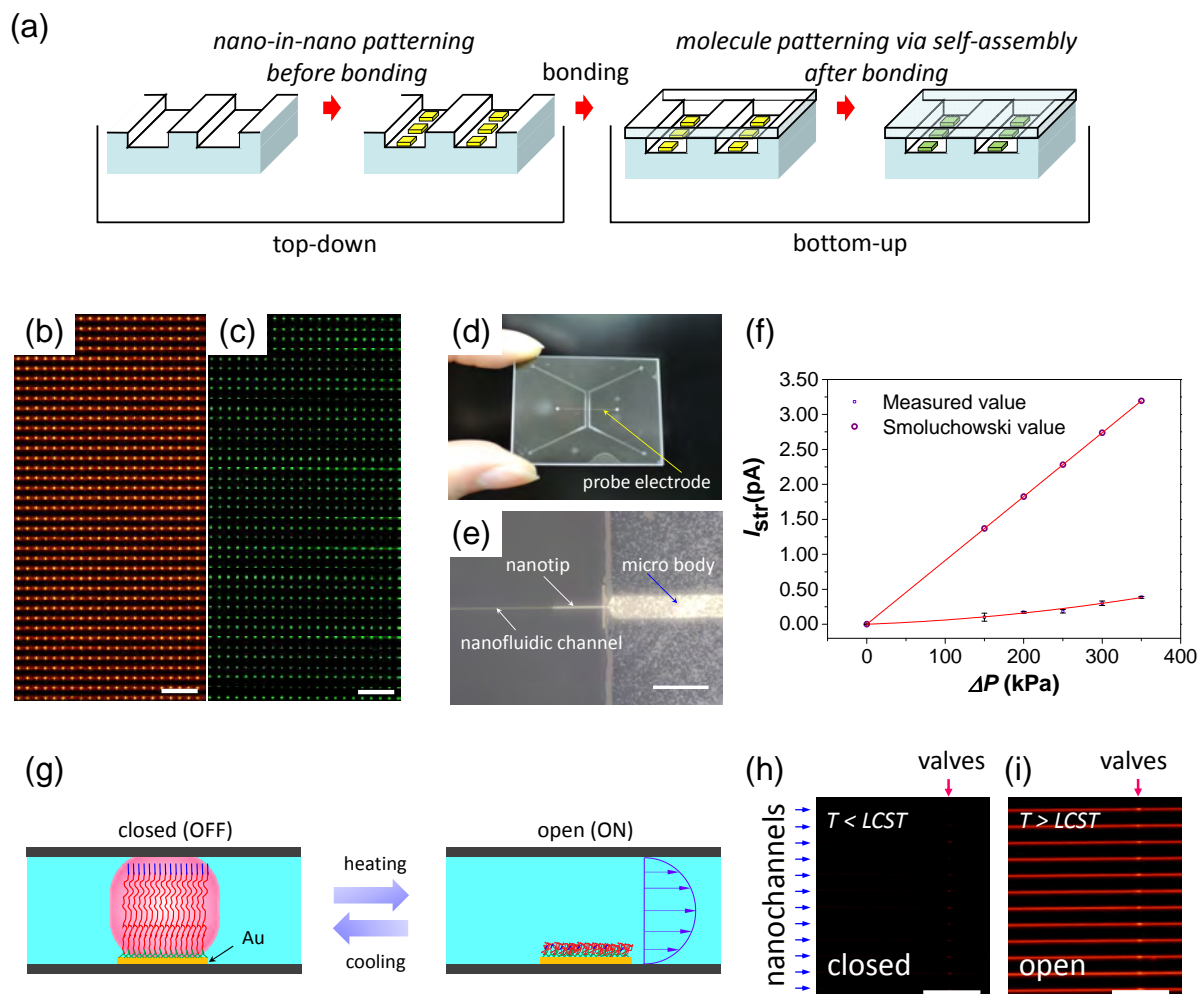 (a)
nano-in-nano patterning
before bonding
bonding
molecule patterning via self-assembly
after bonding
top-down
bottom-up
(b)
(c)
(d)
probe electrode
(e)
nanotip
micro body
nanofluidic channel
(f)
3.50
3.00
2.50
2.00
1.50
1.00
0.50
0.00
I str(pA)
Measured value
Smoluchowski value
0
100
200
300
400
ΔP (kPa)
(g)
closed (OFF)
heating
cooling
open (ON)
Au
(h)
valves
nanochannels
T < LCST
closed
(i)
valves
T > LCST
open